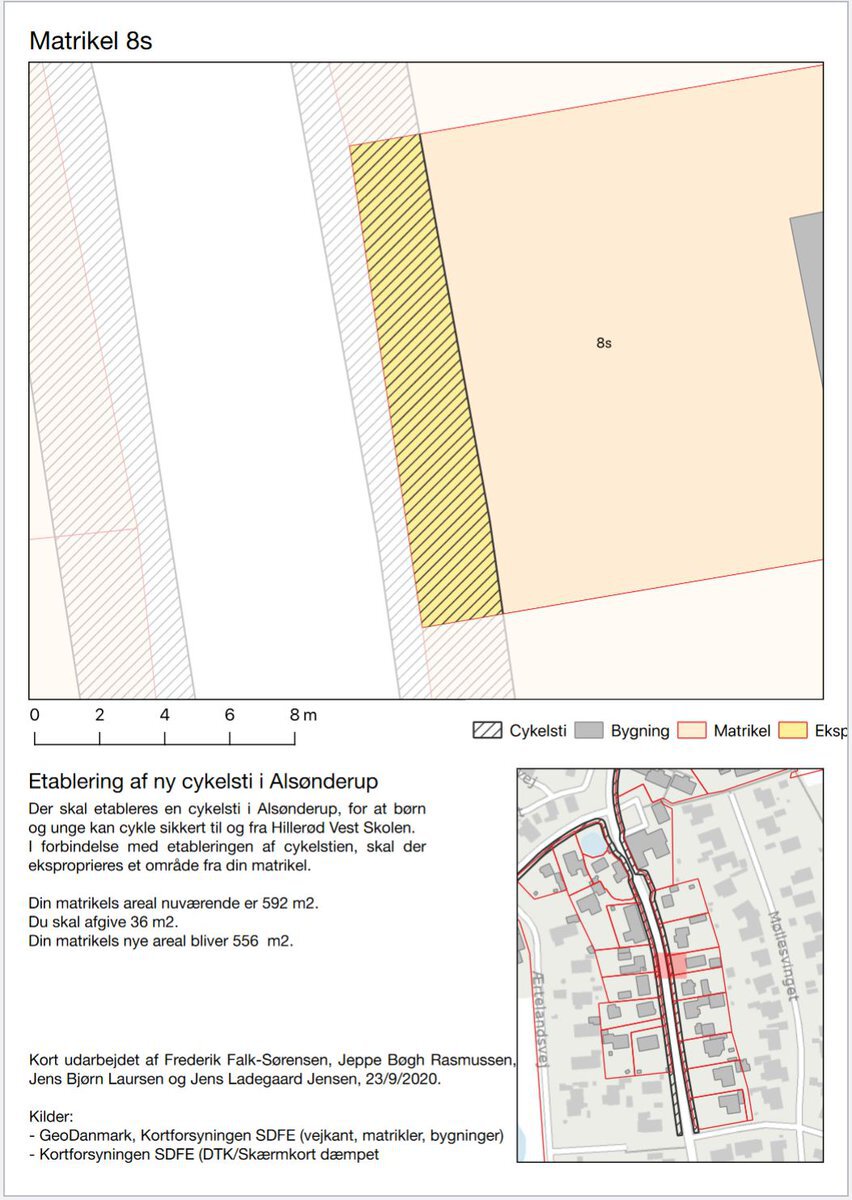 Matrikel 8s
8s
0 2 4 6 8 m
Cykelsti Bygning Matrikel Eksp
Etablering af ny cykelsti i Alsønderup
Der skal etableres en cykelsti i Alsønderup, for at børn
og unge kan cykle sikkert til og fra Hillerød Vest Skolen.
I forbindelse med etableringen af cykelstien, skal der
eksproprieres et område fra din matrikel.
Din matrikels areal nuværende er 592 m2.
Du skal afgive 36 m2.
Din matrikels nye areal bliver 556 m2.
Kort udarbejdet af Frederik Falk-Sørensen, Jeppe Bøgh Rasmussen,
Jens Bjørn Laursen og Jens Ladegaard Jensen, 23/9/2020.
Kilder:
- GeoDanmark, Kortforsyningen SDFE (vejkant, matrikler, bygninger)
- Kortforsyningen SDFE (DTK/Skærmkort dæmpet
Ærtelandsvej
Møllesvinget